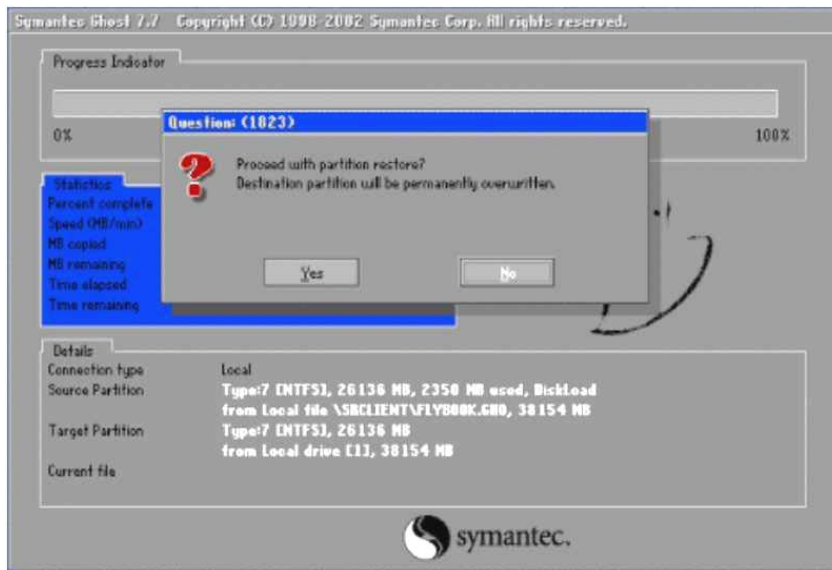 Symantec Ghost 7.7 Copyright (C) 1998-2002 Symantec Corp. All rights reserved.
Progress Indicator
0%
100%
Question: (1823)
Proceed with partition restore?
Destination partition will be permanently overwritten.
Yes
No
Statistics
Percent complete
Speed (MB/min)
MB copied
MB remaining
Time elapsed
Time remaining
Details
Connection type Local
Source Partition Type:7 [NTFS], 26136 MB, 2350 MB used, DiskLoad
from Local file \SRCLIENT\FLYBOOK.GHO, 38154 MB
Target Partition Type:7 [NTFS], 26136 MB
from Local drive [1], 38154 MB
Current file
symantec.